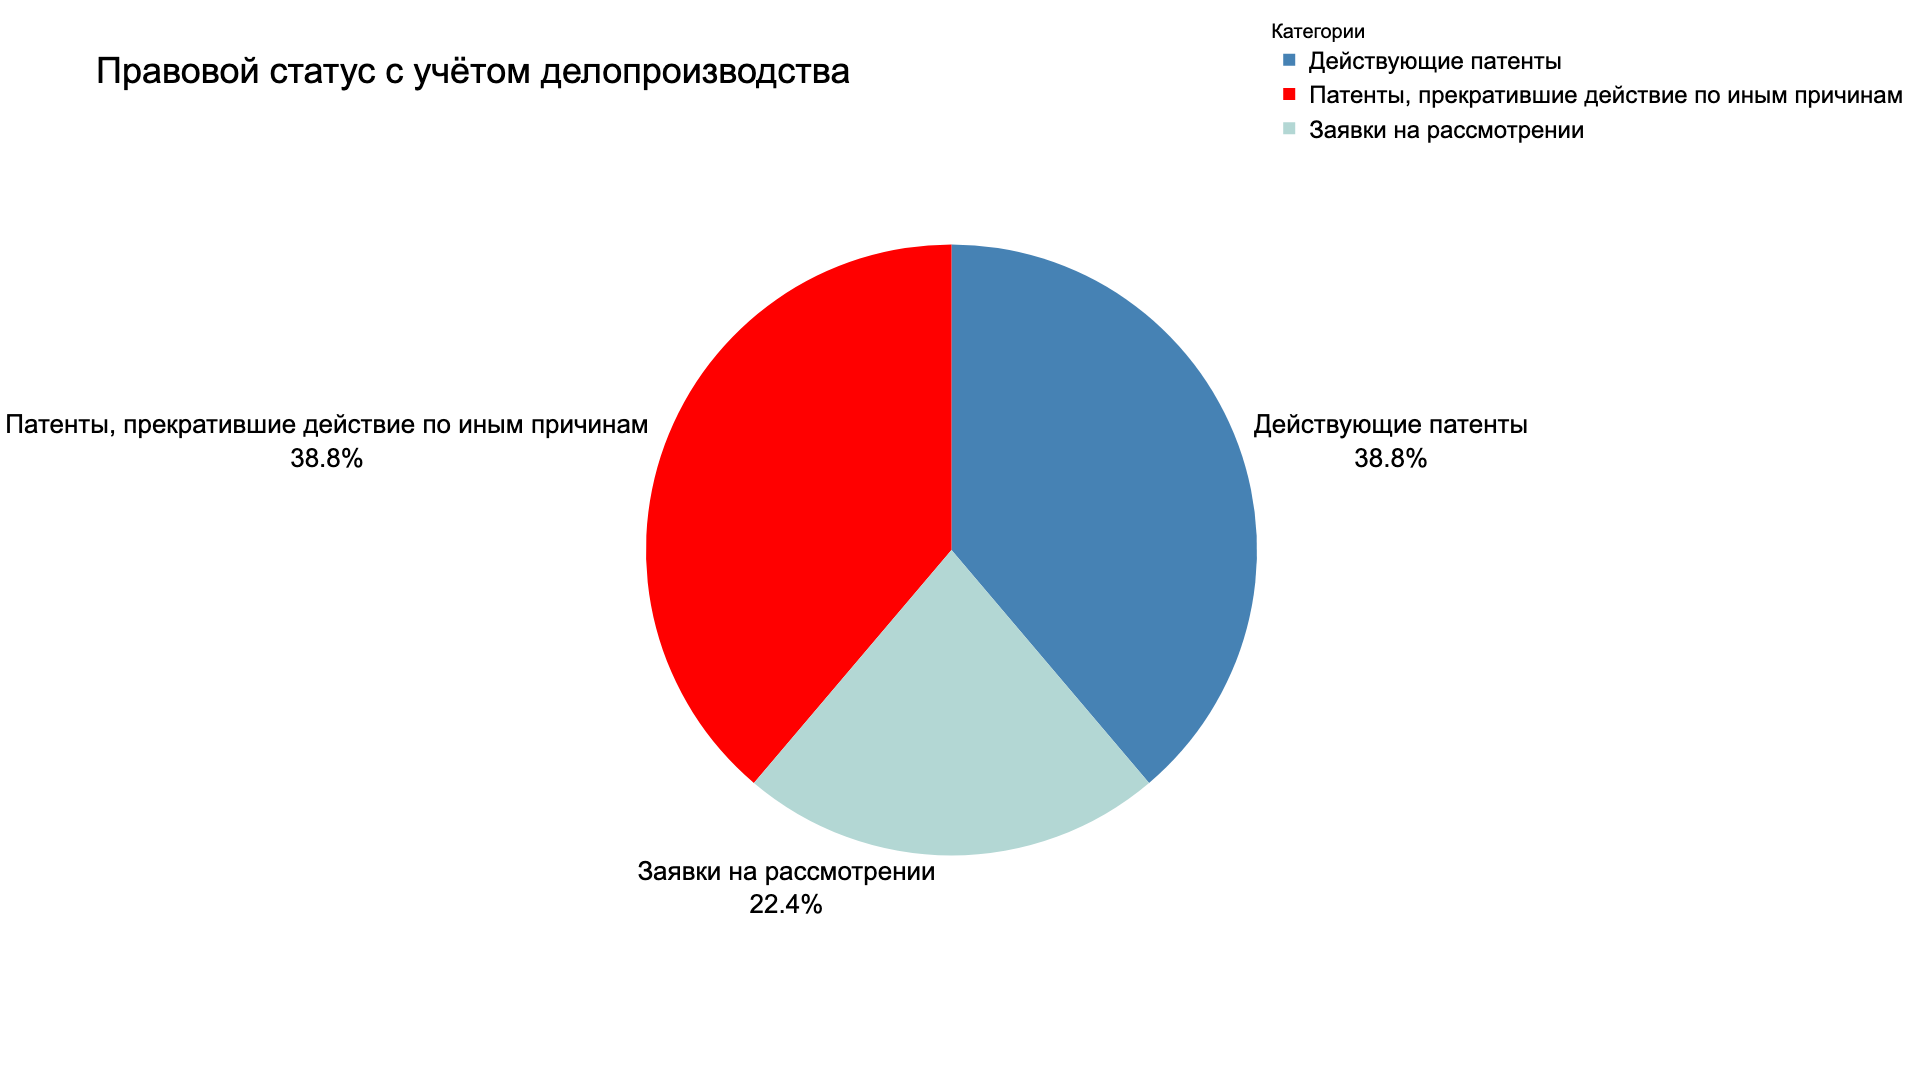 Правовой статус с учётом делопроизводства
Категории
Действующие патенты
Патенты, прекратившие действие по иным причинам
Заявки на рассмотрении
Патенты, прекратившие действие по иным причинам
38.8%
Действующие патенты
38.8%
Заявки на рассмотрении
22.4%